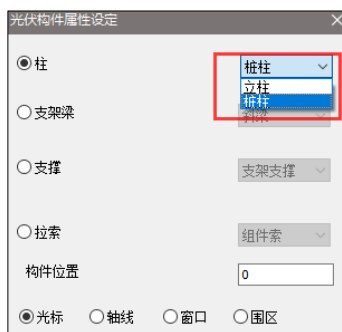 光伏构件属性设定
柱 桩柱
立柱
桩柱
支架梁 斜梁
支撑 支架支撑
拉索 组件索
构件位置 0
光标 轴线 窗口 围区